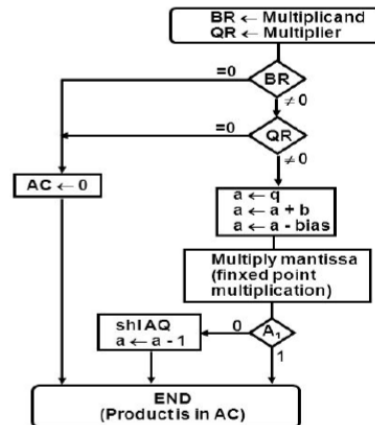 BR ← Multiplicand
QR ← Multiplier
=0
BR
≠0
=0
QR
≠0
AC ← 0
a ← q
a ← a + b
a ← a - bias
Multiply mantissa
(finxed point
multiplication)
shlAQ
a ← a - 1
0
A₁
1
END
(Product is in AC)